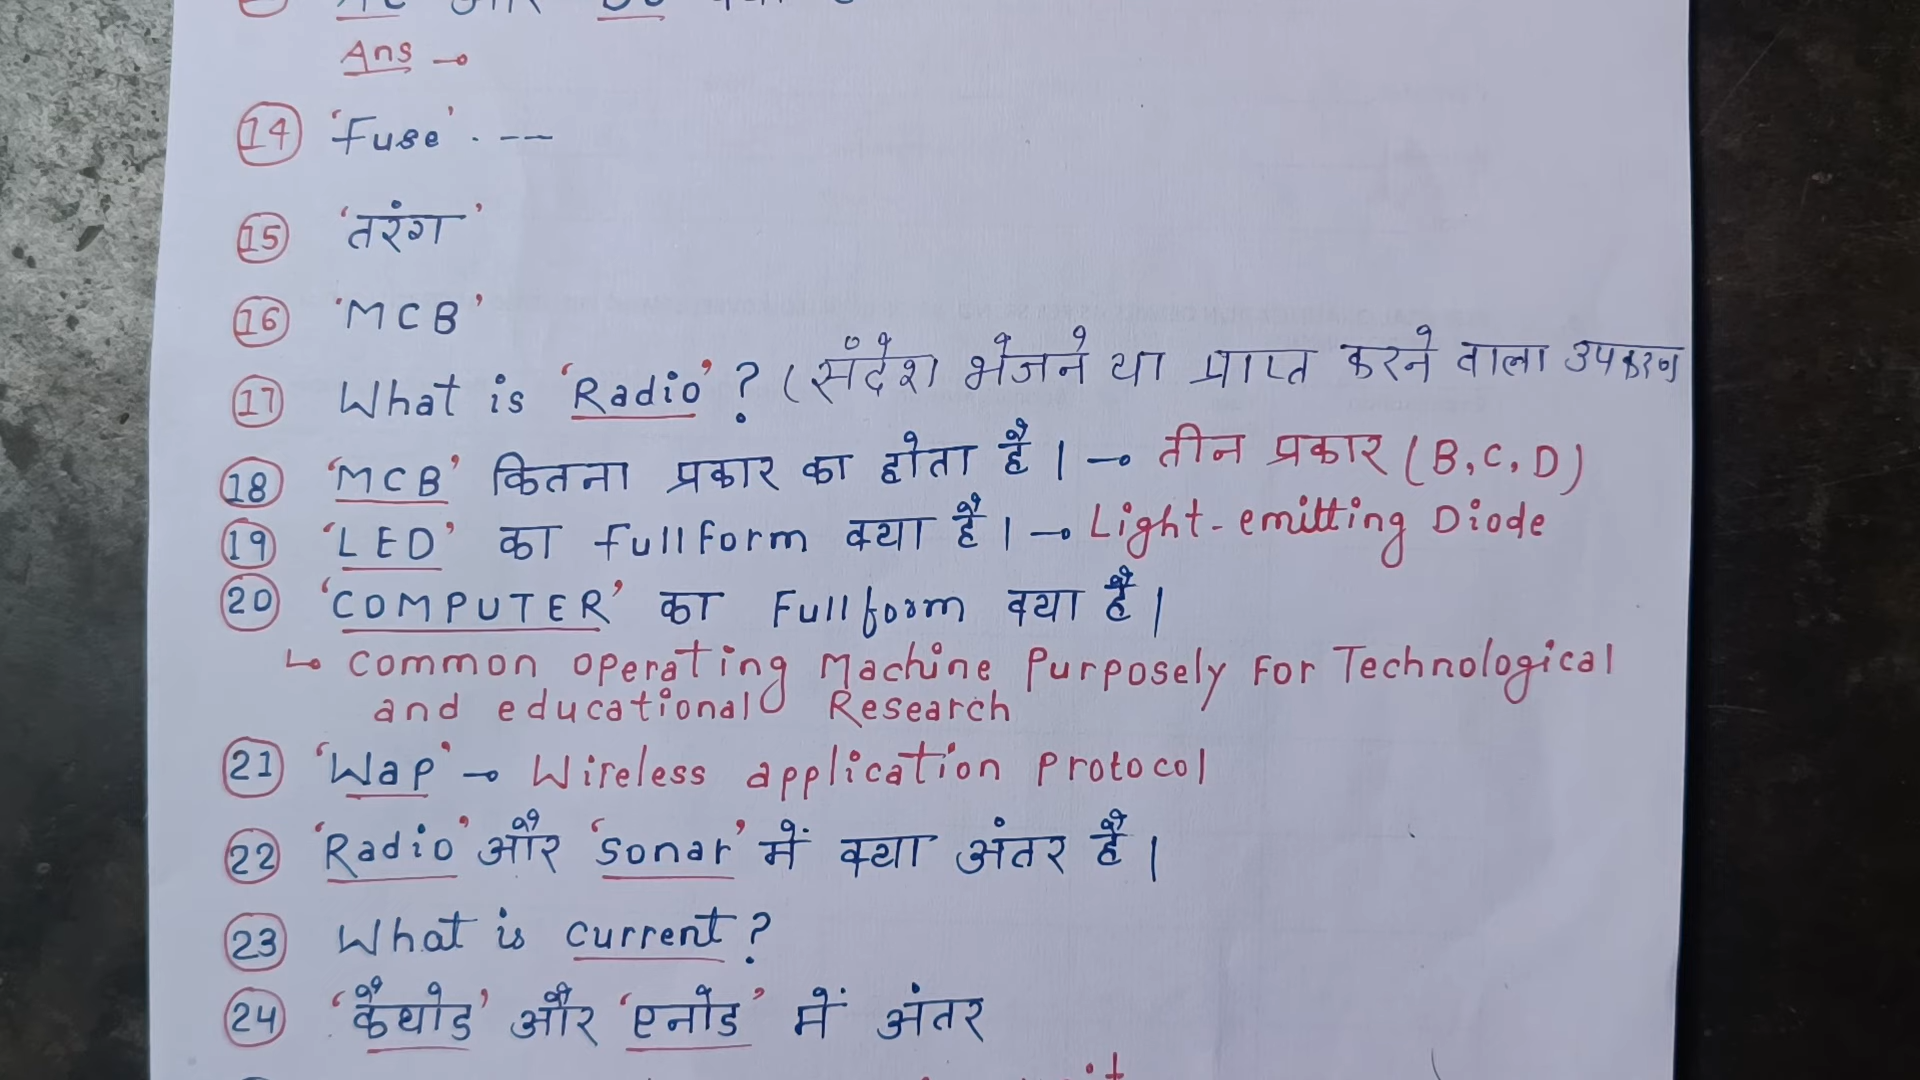 Ans →
14 'Fuse' . --
15 'तरंग'
16 'MCB'
17 What is 'Radio'? (संदेश भेजने या प्राप्त करने वाला उपकरण
18 'MCB' कितना प्रकार का होता है। → तीन प्रकार (B, C, D)
19 'LED' का Fullform क्या है। → Light-emitting Diode
20 'COMPUTER' का Fullform क्या है।
↳ common operating Machine Purposely For Technological
and educational Research
21 'Wap' → Wireless application Protocol
22 'Radio' और 'Sonar' में क्या अंतर है।
23 What is current?
24 'कैथोड' और 'एनोड' में अंतर